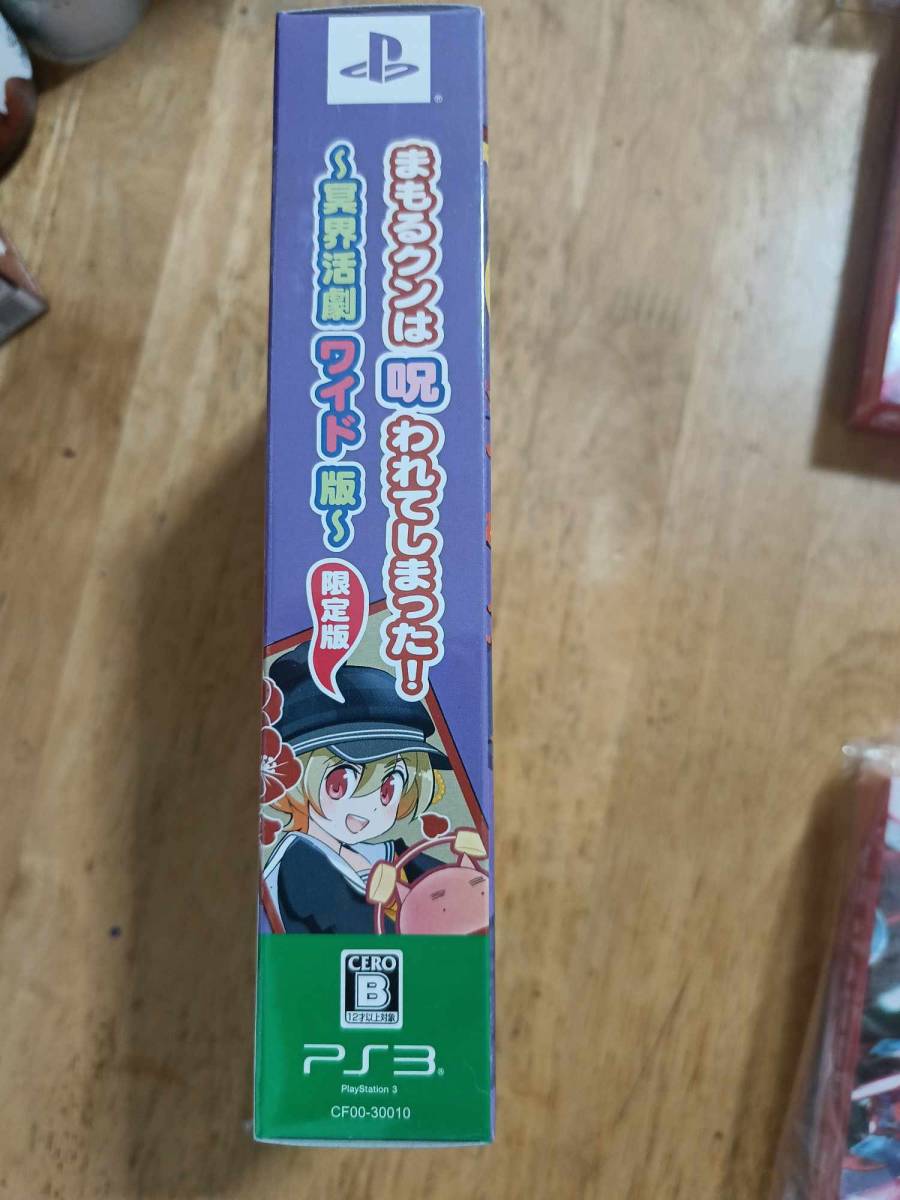 まもるクンは呪われてしまった!
~冥界活劇ワイド版~
限定版
CERO
B
12才以上対象
PS3
PlayStation 3
CF00-30010